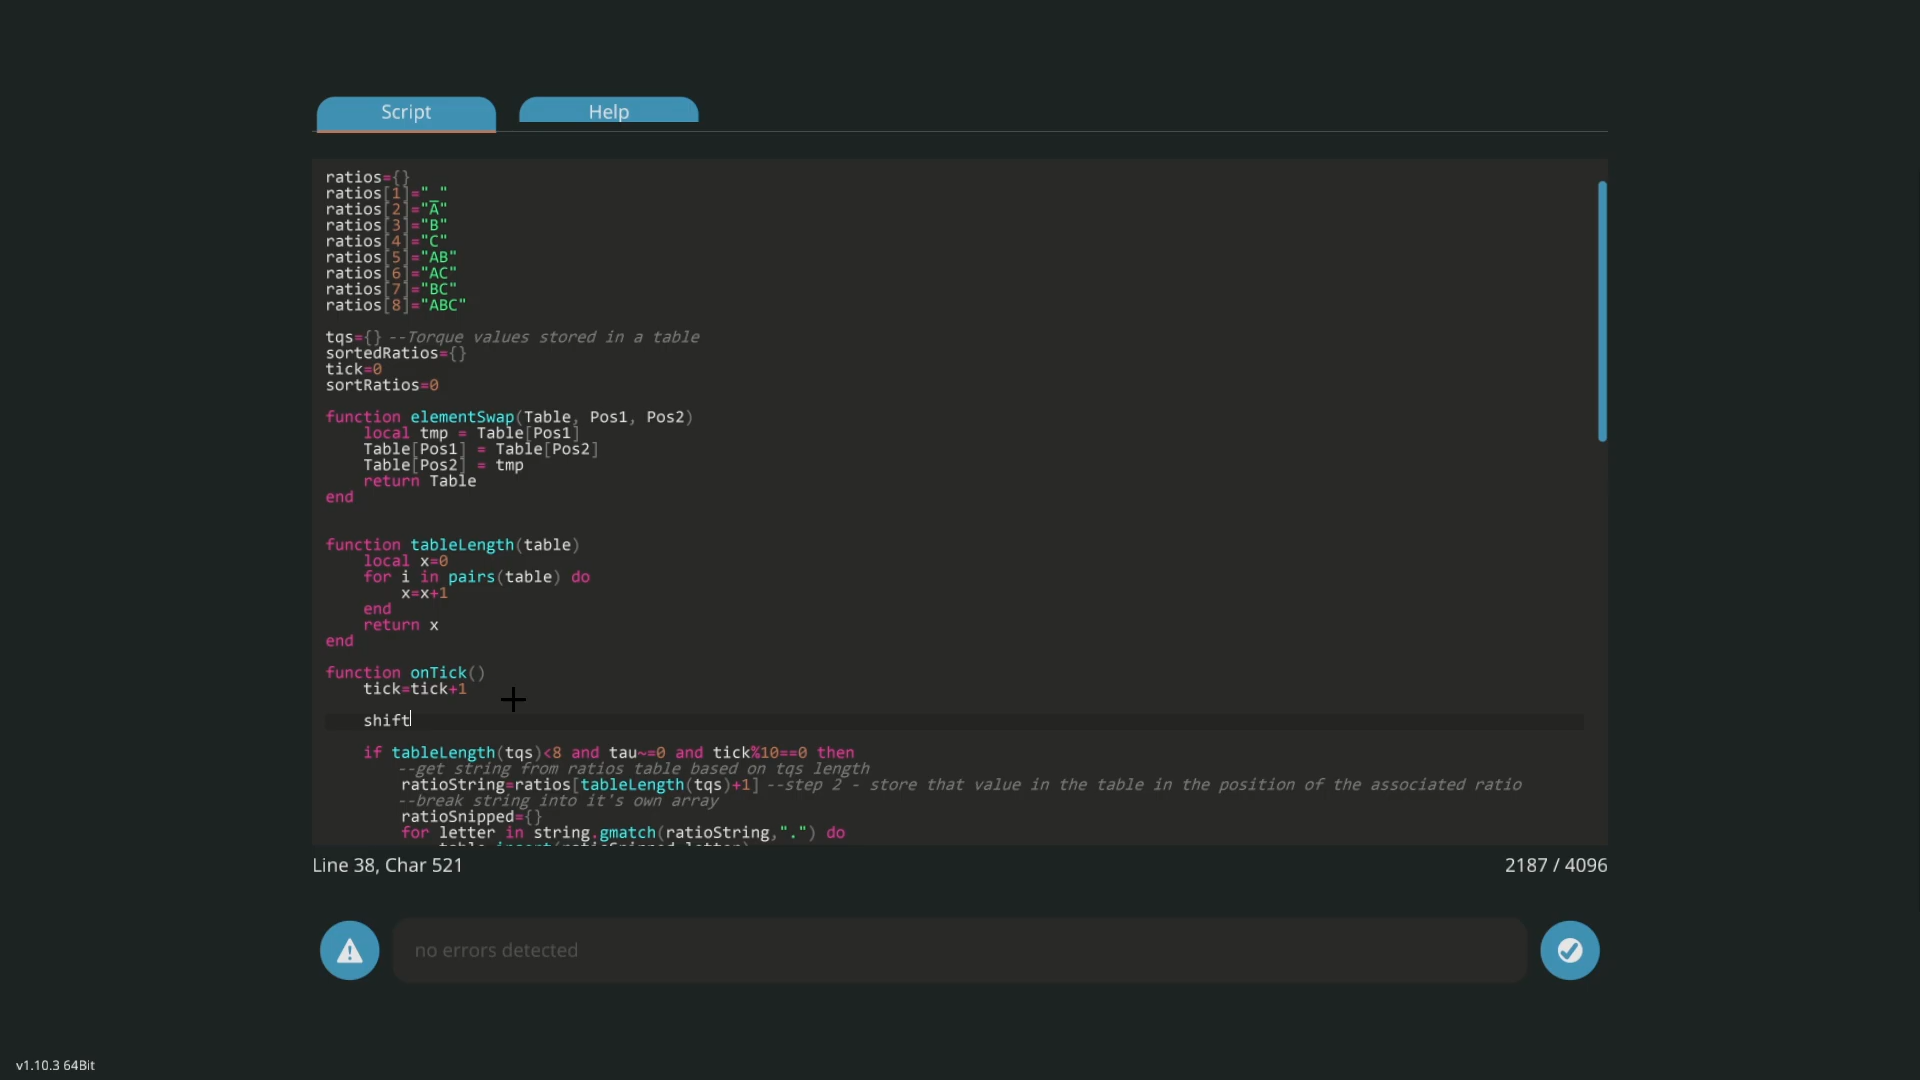 Script
Help
ratios={}
ratios[1]="_"
ratios[2]="A"
ratios[3]="B"
ratios[4]="C"
ratios[5]="AB"
ratios[6]="AC"
ratios[7]="BC"
ratios[8]="ABC"
tqs={} --Torque values stored in a table
sortedRatios={}
tick=0
sortRatios=0
function elementSwap(Table, Pos1, Pos2)
local tmp = Table[Pos1]
Table[Pos1] = Table[Pos2]
Table[Pos2] = tmp
return Table
end
function tableLength(table)
local x=0
for i in pairs(table) do
x=x+1
end
return x
end
function onTick()
tick=tick+1
shift
if tableLength(tqs)<8 and tau~=0 and tick%10==0 then
--get string from ratios table based on tqs length
ratioString=ratios[tableLength(tqs)+1] --step 2 - store that value in the table in the position of the associated ratio
--break string into it's own array
ratioSnipped={}
for letter in string.gmatch(ratioString,".") do
Line 38, Char 521
2187 / 4096
no errors detected
v1.10.3 64Bit